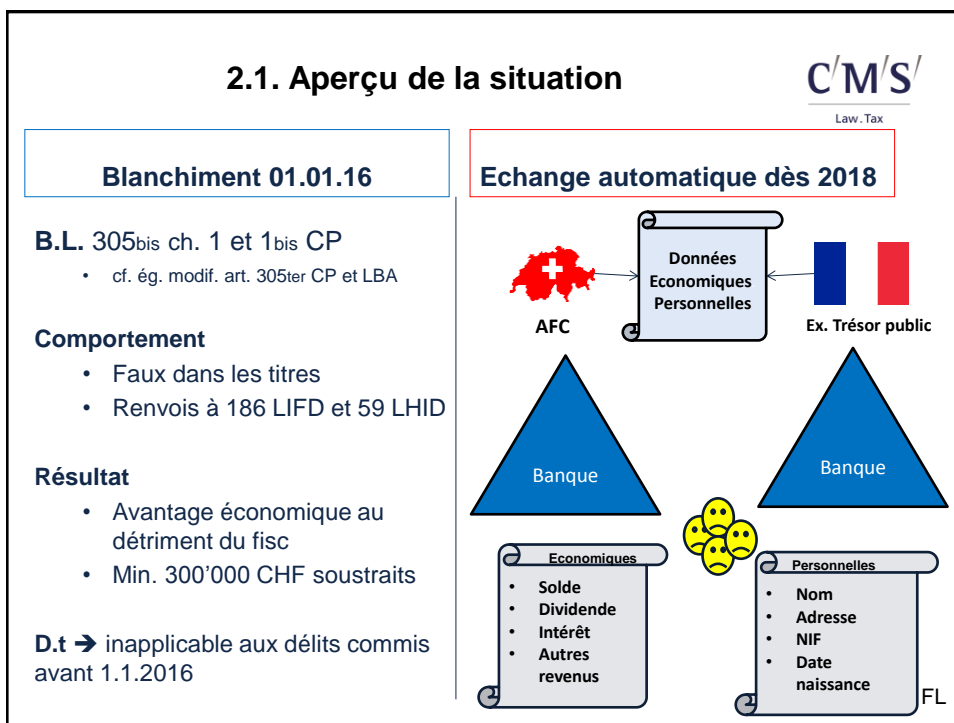 2.1. Aperçu de la situation
C'M'S'
Law.Tax
Blanchiment 01.01.16
B.L. 305bis ch. 1 et 1bis CP
• cf. ég. modif. art. 305ter CP et LBA
Comportement
• Faux dans les titres
• Renvois à 186 LIFD et 59 LHID
Résultat
• Avantage économique au
détriment du fisc
• Min. 300'000 CHF soustraits
D.t ➔ inapplicable aux délits commis
avant 1.1.2016
Echange automatique dès 2018
Données
Economiques
Personnelles
AFC
Ex. Trésor public
Banque
Banque
Economiques
• Solde
• Dividende
• Intérêt
• Autres
revenus
Personnelles
• Nom
• Adresse
• NIF
• Date
naissance
FL